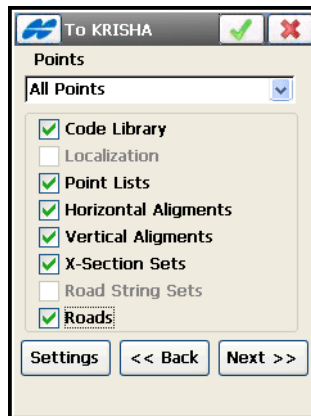 To KRISHA
Points
All Points
Code Library
Localization
Point Lists
Horizontal Aligments
Vertical Aligments
X-Section Sets
Road String Sets
Roads
Settings << Back Next >>